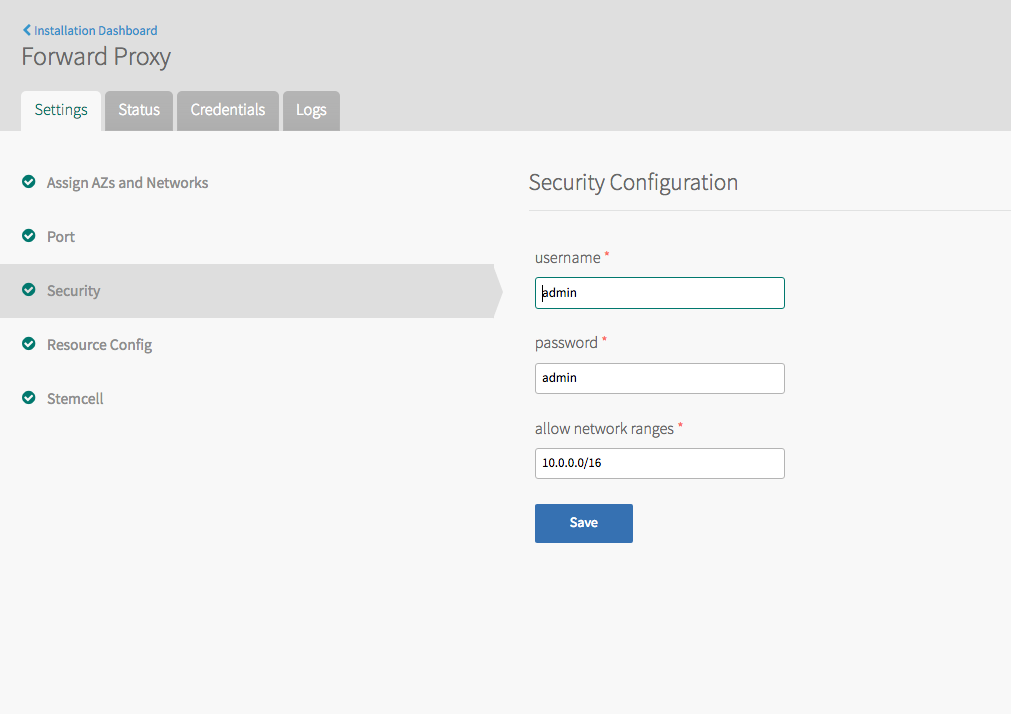 Installation Dashboard
Forward Proxy
Settings Status Credentials Logs
Assign AZs and Networks
Port
Security
Resource Config
Stemcell
Security Configuration
username *
admin
password *
admin
allow network ranges *
10.0.0.0/16
Save